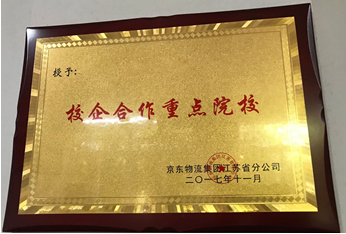 授予：
校企合作重点院校
京东物流集团江苏省分公司
二〇一七年十一月